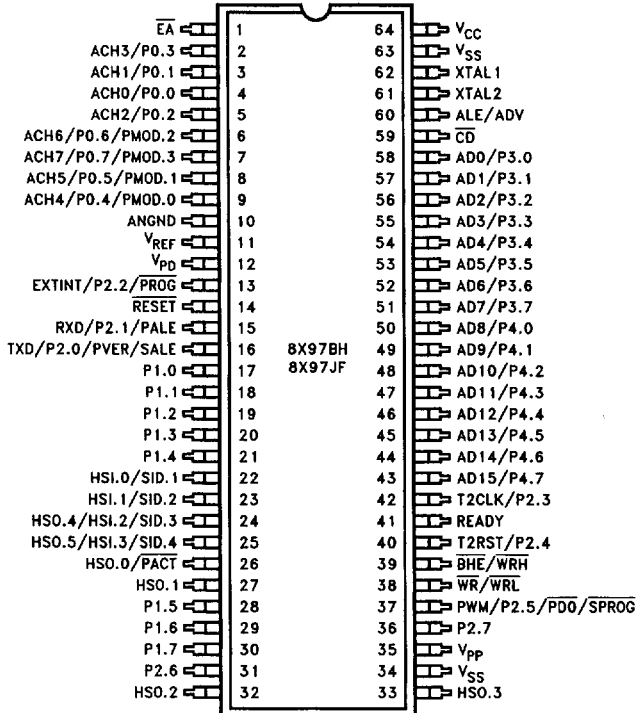 E̅A̅ 1 64 VCC
ACH3/P0.3 2 63 VSS
ACH1/P0.1 3 62 XTAL1
ACH0/P0.0 4 61 XTAL2
ACH2/P0.2 5 60 ALE/ADV
ACH6/P0.6/PMOD.2 6 59 C̅D̅
ACH7/P0.7/PMOD.3 7 58 AD0/P3.0
ACH5/P0.5/PMOD.1 8 57 AD1/P3.1
ACH4/P0.4/PMOD.0 9 56 AD2/P3.2
ANGND 10 55 AD3/P3.3
VREF 11 54 AD4/P3.4
VPD 12 53 AD5/P3.5
EXTINT/P2.2/P̅R̅O̅G̅ 13 52 AD6/P3.6
R̅E̅S̅E̅T̅ 14 51 AD7/P3.7
RXD/P2.1/PALE 15 50 AD8/P4.0
TXD/P2.0/PVER/SALE 16 8X97BH 49 AD9/P4.1
P1.0 17 8X97JF 48 AD10/P4.2
P1.1 18 47 AD11/P4.3
P1.2 19 46 AD12/P4.4
P1.3 20 45 AD13/P4.5
P1.4 21 44 AD14/P4.6
HSI.0/SID.1 22 43 AD15/P4.7
HSI.1/SID.2 23 42 T2CLK/P2.3
HSO.4/HSI.2/SID.3 24 41 READY
HSO.5/HSI.3/SID.4 25 40 T2RST/P2.4
HSO.0/P̅A̅C̅T̅ 26 39 B̅H̅E̅/W̅R̅H̅
HSO.1 27 38 W̅R̅/W̅R̅L̅
P1.5 28 37 PWM/P2.5/P̅D̅O̅/S̅P̅R̅O̅G̅
P1.6 29 36 P2.7
P1.7 30 35 VPP
P2.6 31 34 VSS
HSO.2 32 33 HSO.3